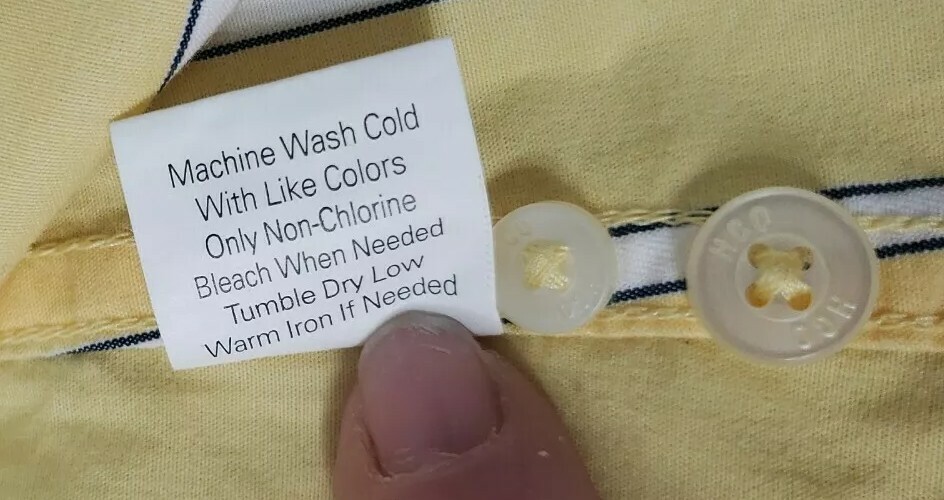 Machine Wash Cold
With Like Colors
Only Non-Chlorine
Bleach When Needed
Tumble Dry Low
Warm Iron If Needed